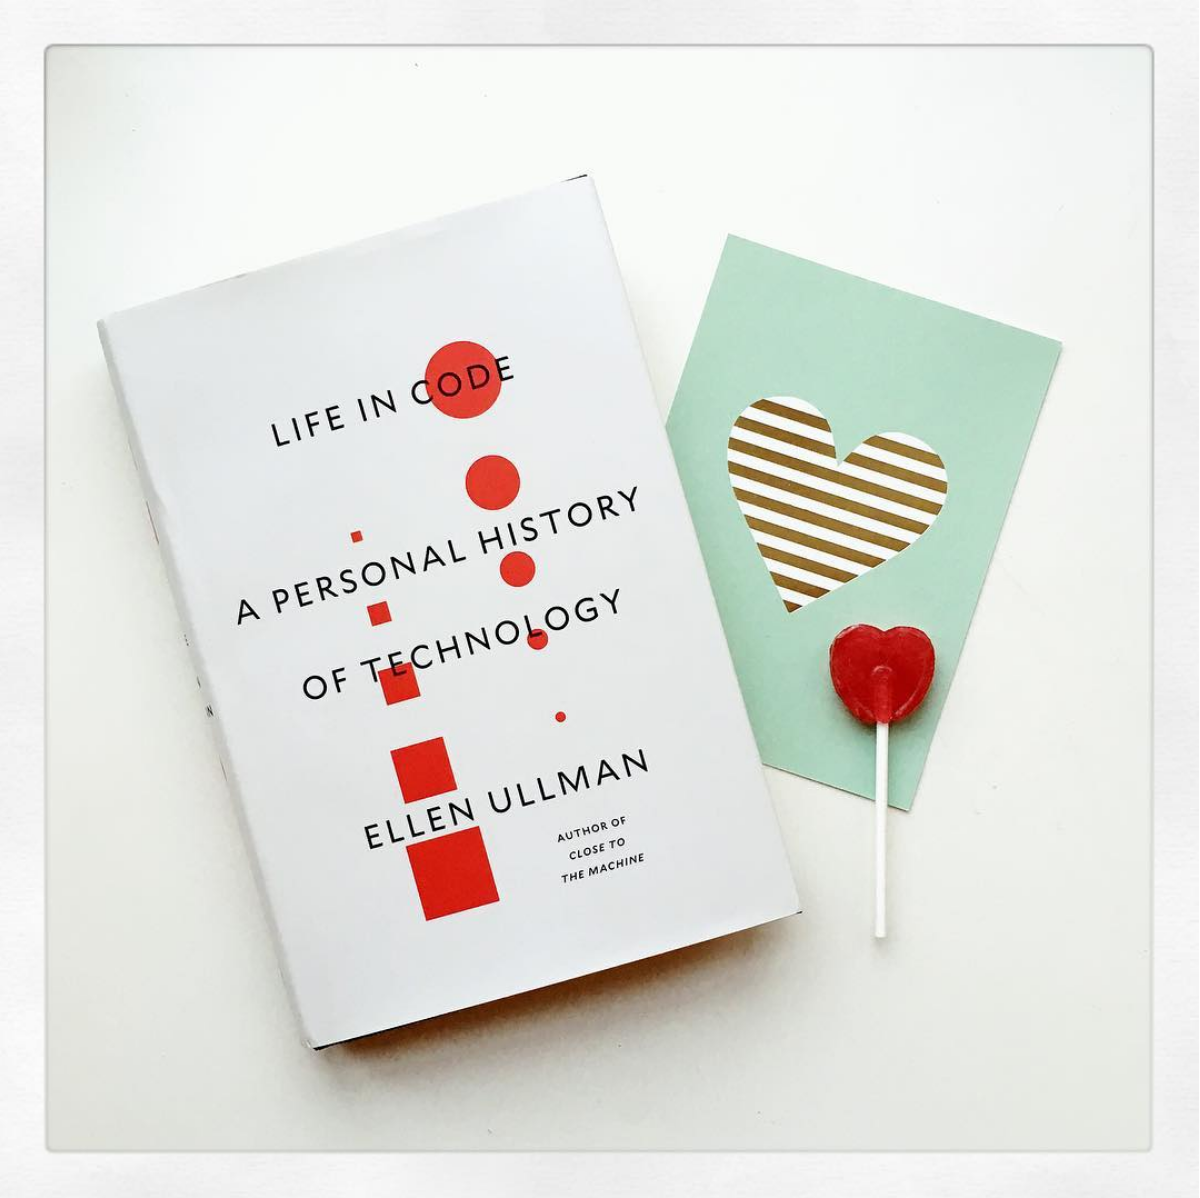 LIFE IN CODE
A PERSONAL HISTORY
OF TECHNOLOGY
ELLEN ULLMAN
AUTHOR OF
CLOSE TO
THE MACHINE